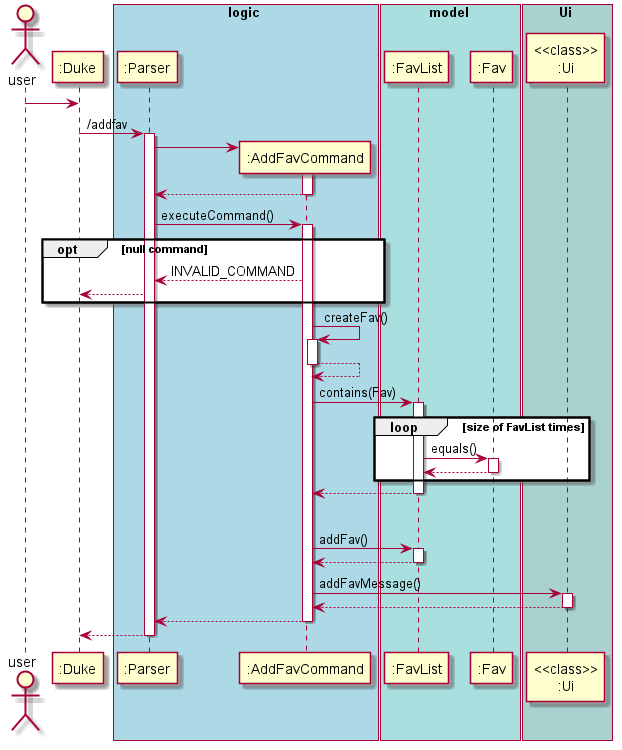 logic
model
Ui
user
:Duke
:Parser
:FavList
:Fav
<<class>>
:Ui
/addfav
:AddFavCommand
executeCommand()
opt
[null command]
INVALID_COMMAND
createFav()
contains(Fav)
loop
[size of FavList times]
equals()
addFav()
addFavMessage()
user
:Duke
:Parser
:AddFavCommand
:FavList
:Fav
<<class>>
:Ui